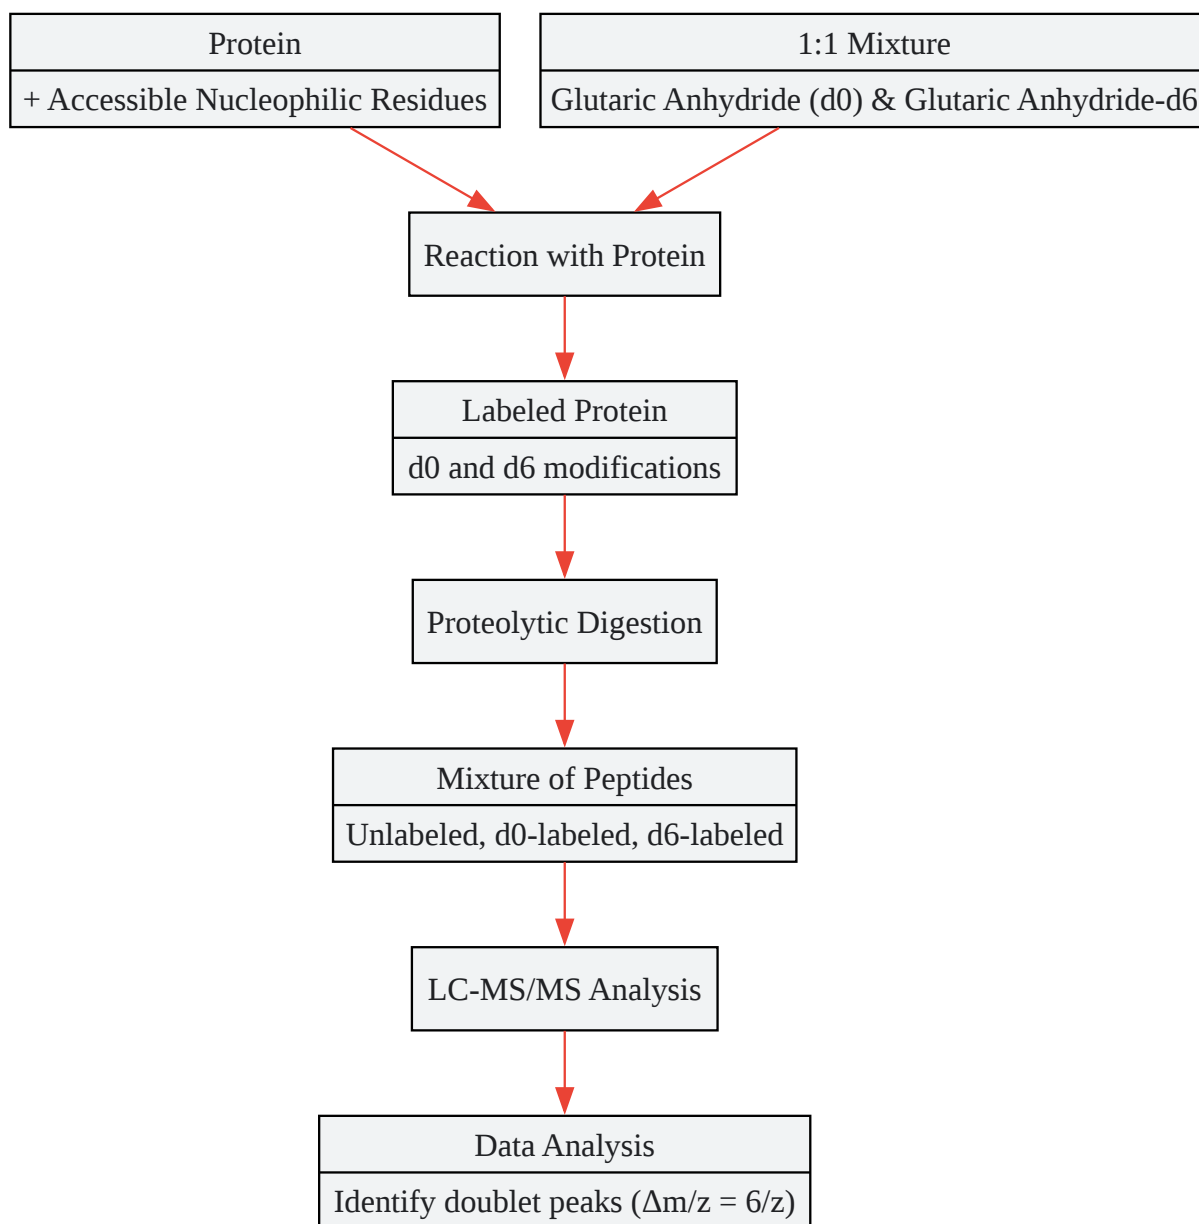 Protein
+ Accessible Nucleophilic Residues
1:1 Mixture
Glutaric Anhydride (d0) & Glutaric Anhydride-d6
Reaction with Protein
Labeled Protein
d0 and d6 modifications
Proteolytic Digestion
Mixture of Peptides
Unlabeled, d0-labeled, d6-labeled
LC-MS/MS Analysis
Data Analysis
Identify doublet peaks (Δm/z = 6/z)